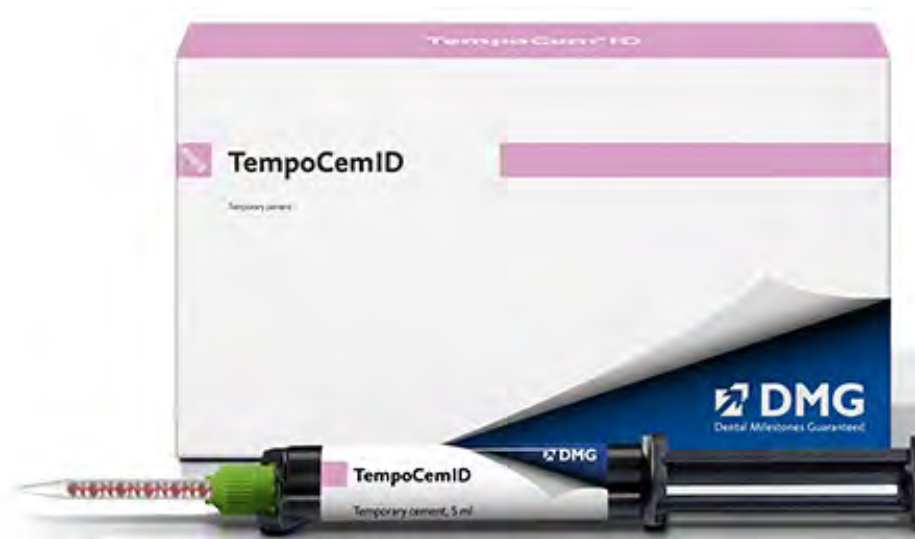 TempoCem®ID
TempoCemID
Temporary cement
DMG
Dental Milestones Guaranteed
DMG
TempoCemID
Temporary cement, 5 ml